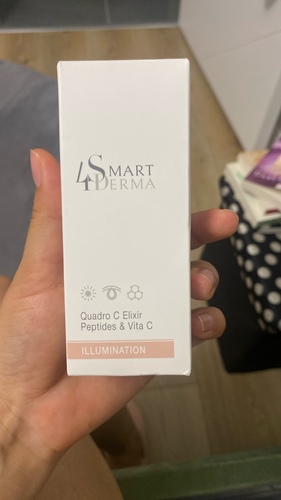 4SMART
DERMA
Quadro C Elixir
Peptides & Vita C
ILLUMINATION